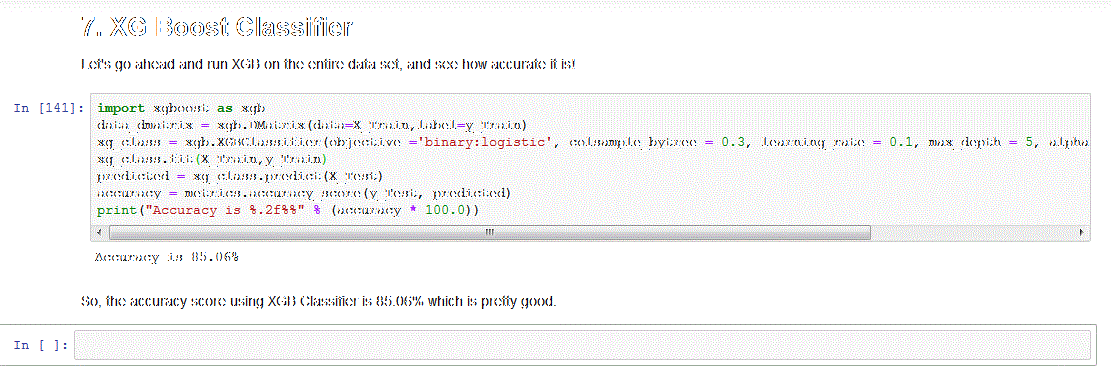 7. XG Boost Classifier
Let's go ahead and run XGB on the entire data set, and see how accurate it is!
In [141]: import xgboost as xgb
data_dmatrix = xgb.DMatrix(data=X_Train,label=y_Train)
xg_class = xgb.XGBClassifier(objective ='binary:logistic', colsample_bytree = 0.3, learning_rate = 0.1, max_depth = 5, alpha
xg_class.fit(X_Train,y_Train)
predicted = xg_class.predict(X_Test)
accuracy = metrics.accuracy_score(y_Test, predicted)
print("Accuracy is %.2f%%" % (accuracy * 100.0))
Accuracy is 85.06%
So, the accuracy score using XGB Classifier is 85.06% which is pretty good.
In [ ]: